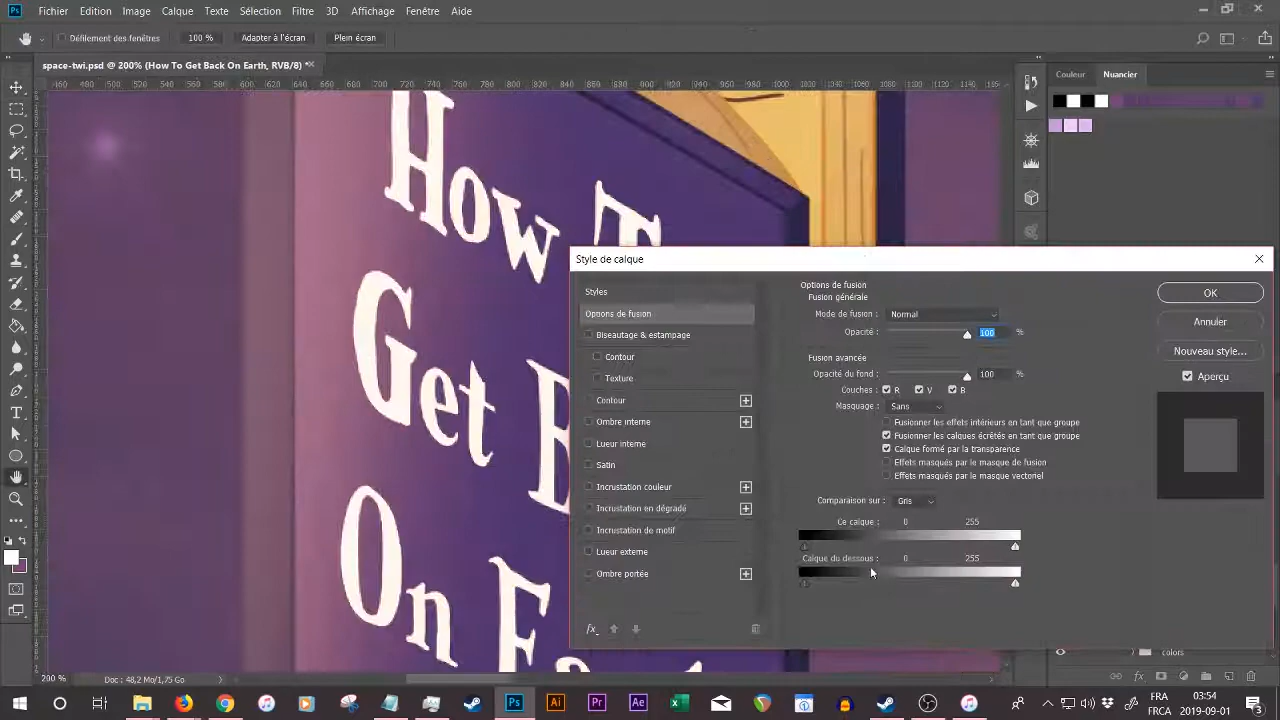 Ps Fichier Edition Image Calque Texte Sélection Filtre 3D Affichage Fenêtre Aide
Défilement des fenêtres 100 % Adapter à l'écran Plein écran
space-twi.psd @ 200% (How To Get Back On Earth, RVB/8) *
Couleur Nuancier
How T
Get B
On Ea
Style de calque
Styles
Options de fusion
Biseautage & estampage
Contour
Texture
Contour
Ombre interne
Lueur interne
Satin
Incrustation couleur
Incrustation en dégradé
Incrustation de motif
Lueur externe
Ombre portée
fx
Options de fusion
Fusion générale
Mode de fusion : Normal
Opacité : 100 %
Fusion avancée
Opacité du fond : 100 %
Couches : R V B
Masquage : Sans
Fusionner les effets intérieurs en tant que groupe
Fusionner les calques écrêtés en tant que groupe
Calque formé par la transparence
Effets masqués par le masque de fusion
Effets masqués par le masque vectoriel
Comparaison sur : Gris
Ce calque : 0 255
Calque du dessous : 0 255
OK
Annuler
Nouveau style...
Aperçu
colors
200 % Doc : 48,2 Mo/1,75 Go
Ps Ai Pr Ae
FRA
FRCA
03:54
2019-09-01
3